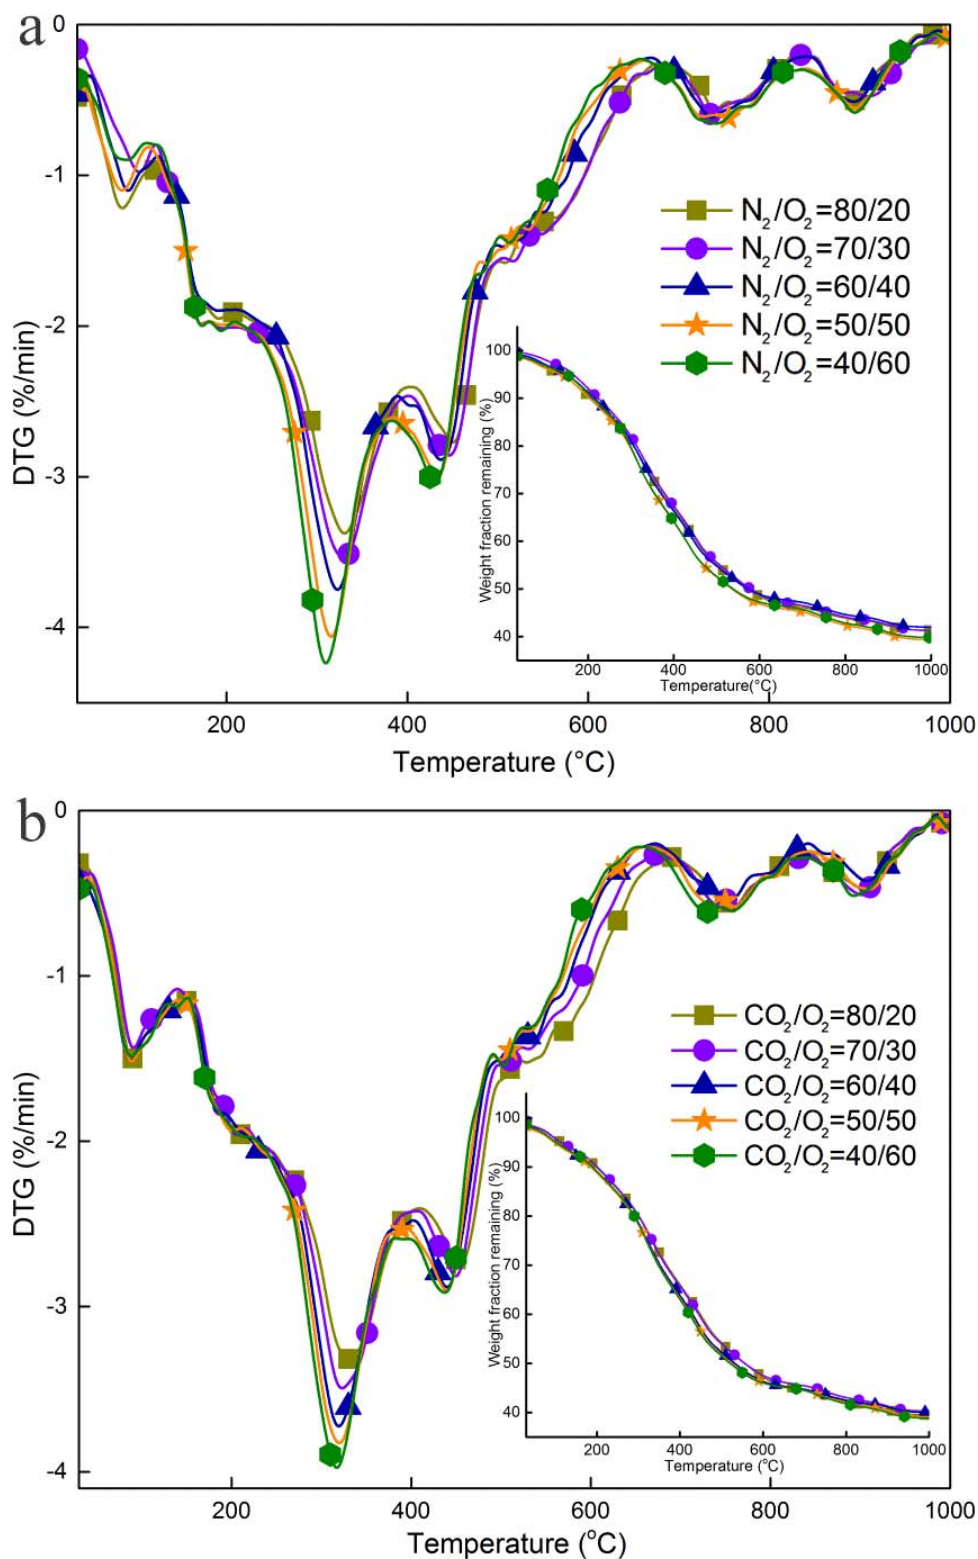 a
0
-1
-2
-3
-4
DTG (%/min)
N₂/O₂=80/20
N₂/O₂=70/30
N₂/O₂=60/40
N₂/O₂=50/50
N₂/O₂=40/60
100
90
80
70
60
50
40
Weight fraction remaining (%)
200 400 600 800 1000
Temperature(°C)
200 400 600 800 1000
Temperature (°C)
b
0
-1
-2
-3
-4
DTG (%/min)
CO₂/O₂=80/20
CO₂/O₂=70/30
CO₂/O₂=60/40
CO₂/O₂=50/50
CO₂/O₂=40/60
100
90
80
70
60
50
40
Weight fraction remaining (%)
200 400 600 800 1000
Temperature (°C)
200 400 600 800 1000
Temperature (°C)